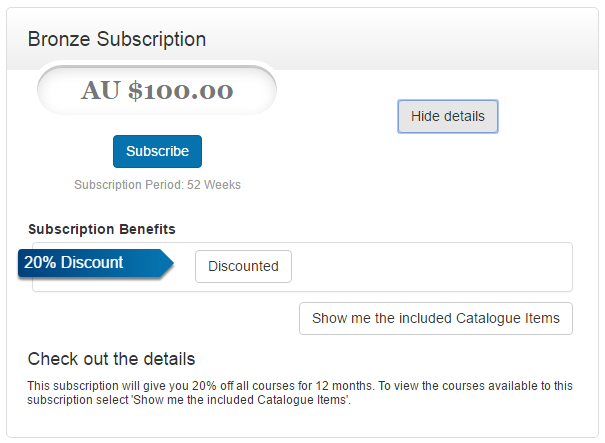 Bronze Subscription
AU $100.00
Hide details
Subscribe
Subscription Period: 52 Weeks
Subscription Benefits
20% Discount
Discounted
Show me the included Catalogue Items
Check out the details
This subscription will give you 20% off all courses for 12 months. To view the courses available to this
subscription select 'Show me the included Catalogue Items'.